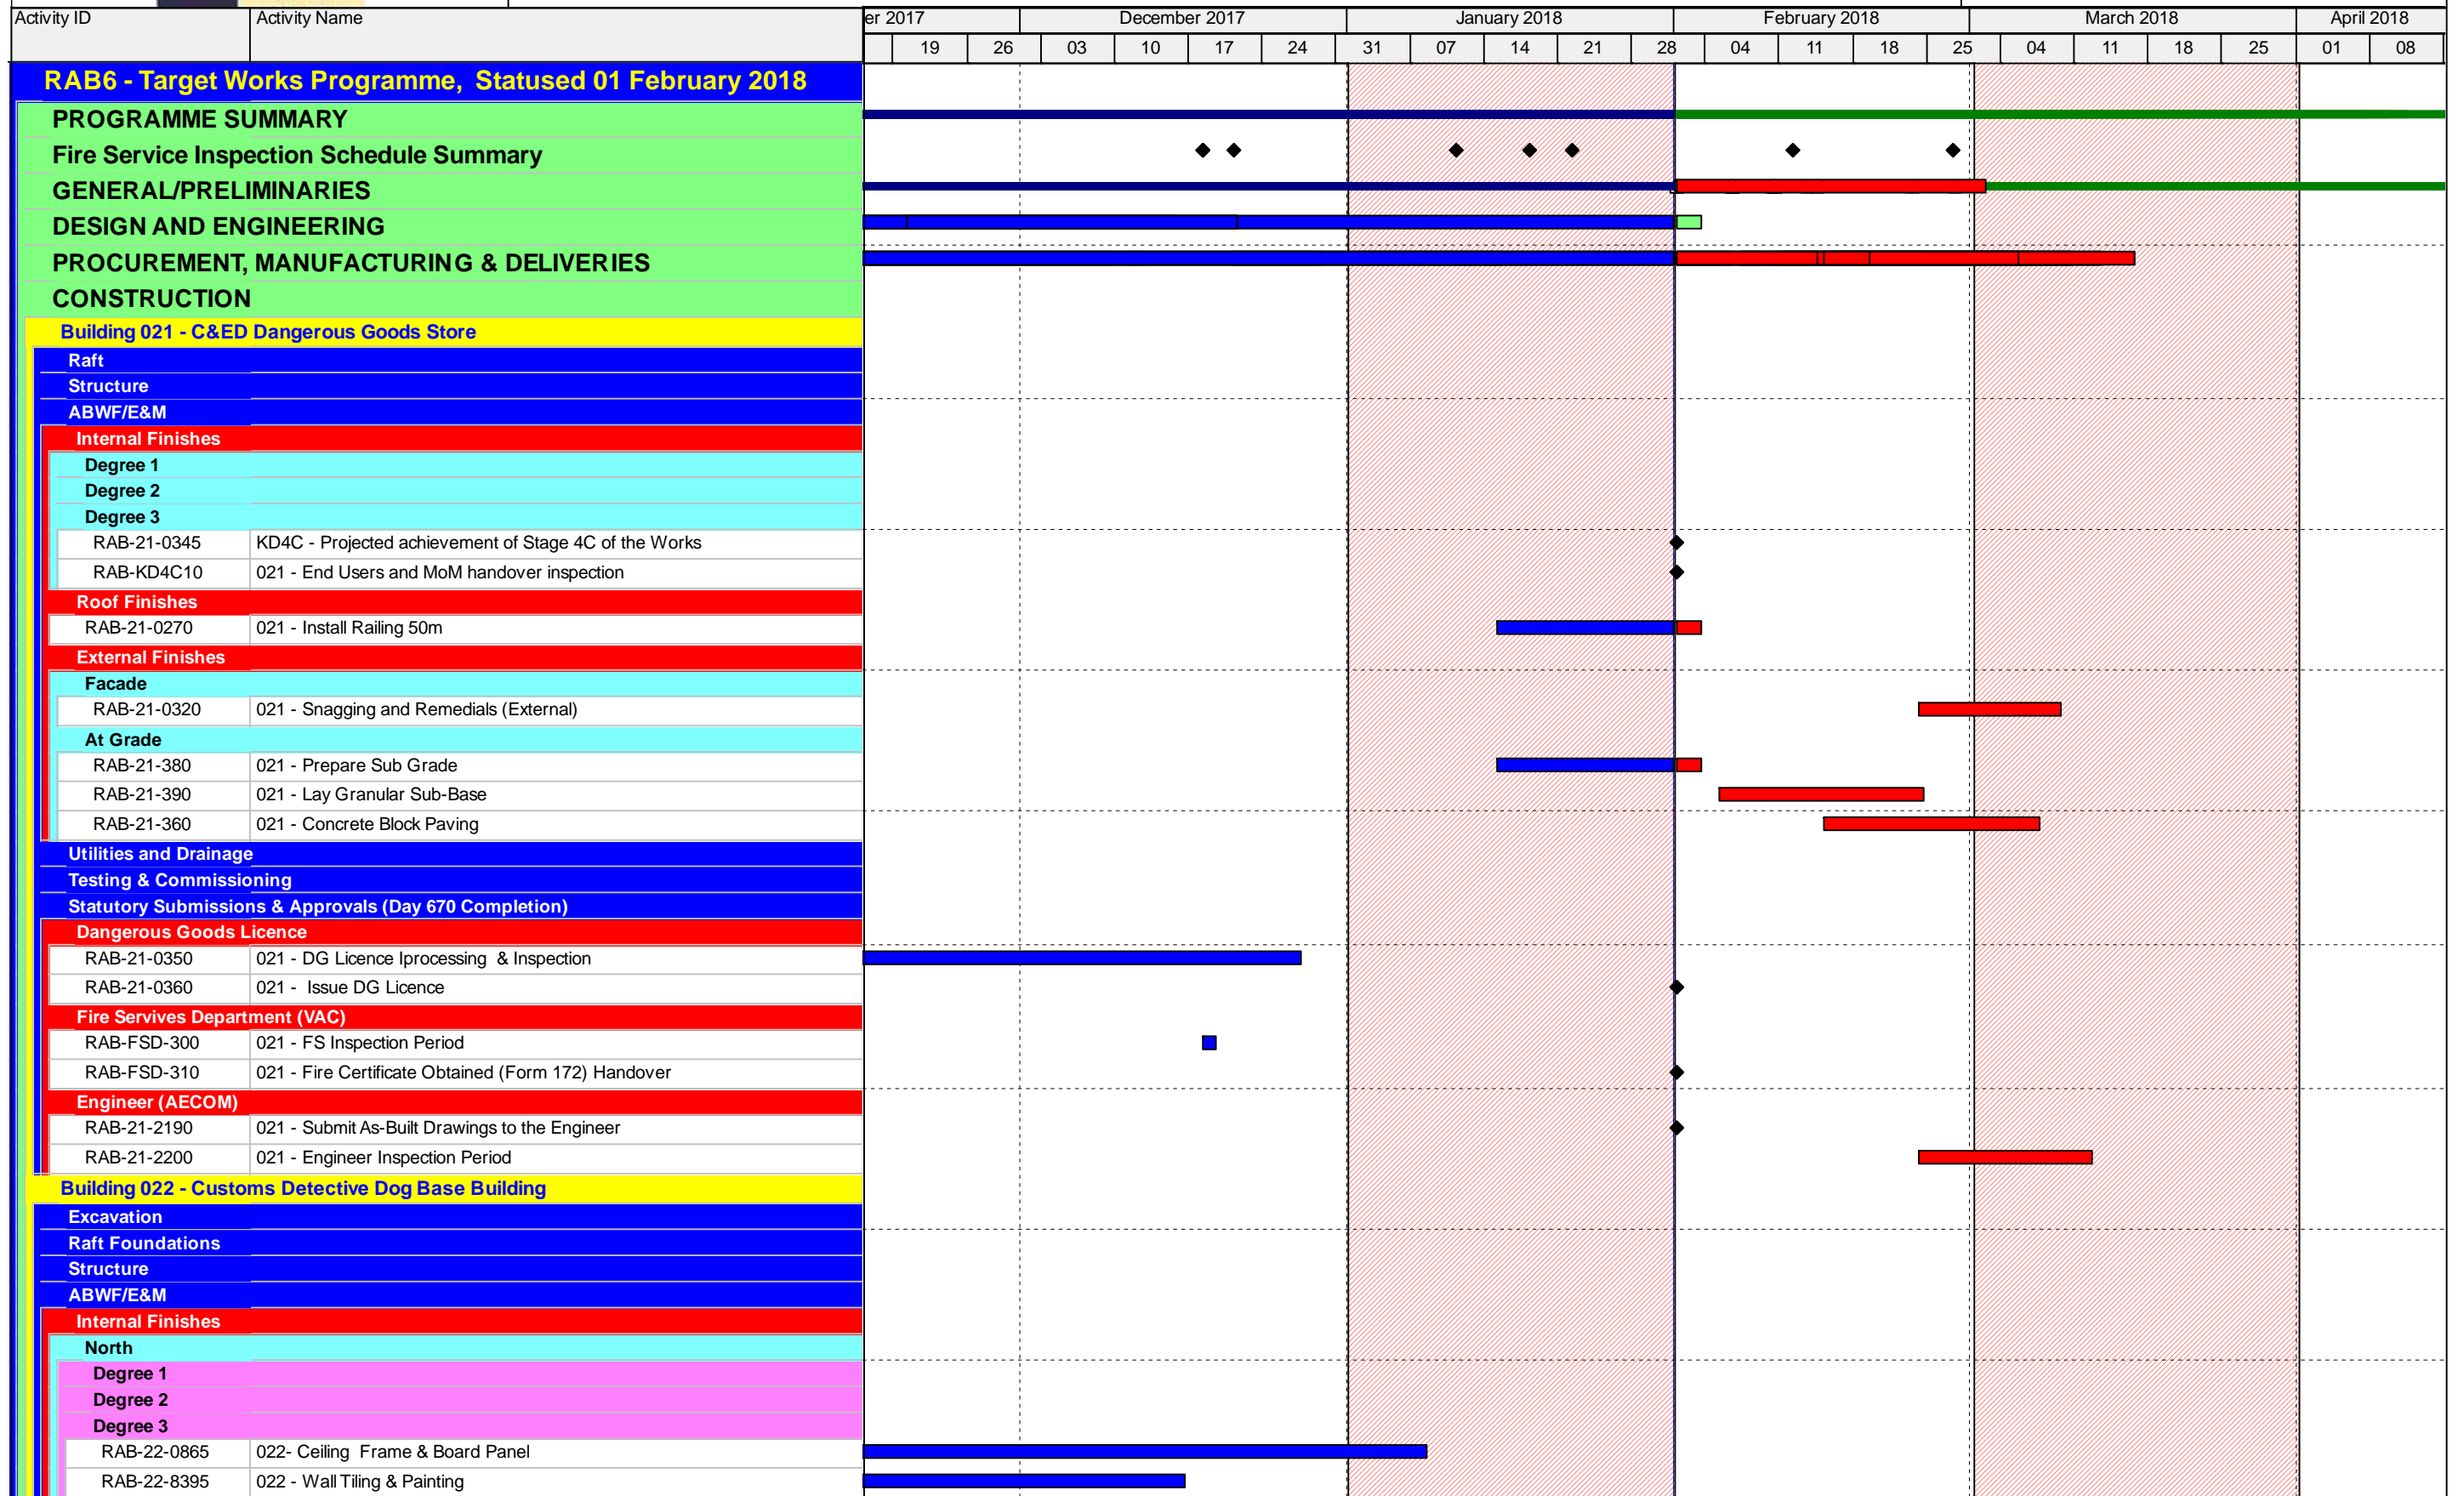 Activity ID Activity Name er 2017 December 2017 January 2018 February 2018 March 2018 April 2018
19 26 03 10 17 24 31 07 14 21 28 04 11 18 25 04 11 18 25 01 08
RAB6 - Target Works Programme, Statused 01 February 2018
PROGRAMME SUMMARY
Fire Service Inspection Schedule Summary
GENERAL/PRELIMINARIES
DESIGN AND ENGINEERING
PROCUREMENT, MANUFACTURING & DELIVERIES
CONSTRUCTION
Building 021 - C&ED Dangerous Goods Store
Raft
Structure
ABWF/E&M
Internal Finishes
Degree 1
Degree 2
Degree 3
RAB-21-0345 KD4C - Projected achievement of Stage 4C of the Works
RAB-KD4C10 021 - End Users and MoM handover inspection
Roof Finishes
RAB-21-0270 021 - Install Railing 50m
External Finishes
Facade
RAB-21-0320 021 - Snagging and Remedials (External)
At Grade
RAB-21-380 021 - Prepare Sub Grade
RAB-21-390 021 - Lay Granular Sub-Base
RAB-21-360 021 - Concrete Block Paving
Utilities and Drainage
Testing & Commissioning
Statutory Submissions & Approvals (Day 670 Completion)
Dangerous Goods Licence
RAB-21-0350 021 - DG Licence Iprocessing & Inspection
RAB-21-0360 021 - Issue DG Licence
Fire Servives Department (VAC)
RAB-FSD-300 021 - FS Inspection Period
RAB-FSD-310 021 - Fire Certificate Obtained (Form 172) Handover
Engineer (AECOM)
RAB-21-2190 021 - Submit As-Built Drawings to the Engineer
RAB-21-2200 021 - Engineer Inspection Period
Building 022 - Customs Detective Dog Base Building
Excavation
Raft Foundations
Structure
ABWF/E&M
Internal Finishes
North
Degree 1
Degree 2
Degree 3
RAB-22-0865 022- Ceiling Frame & Board Panel
RAB-22-8395 022 - Wall Tiling & Painting